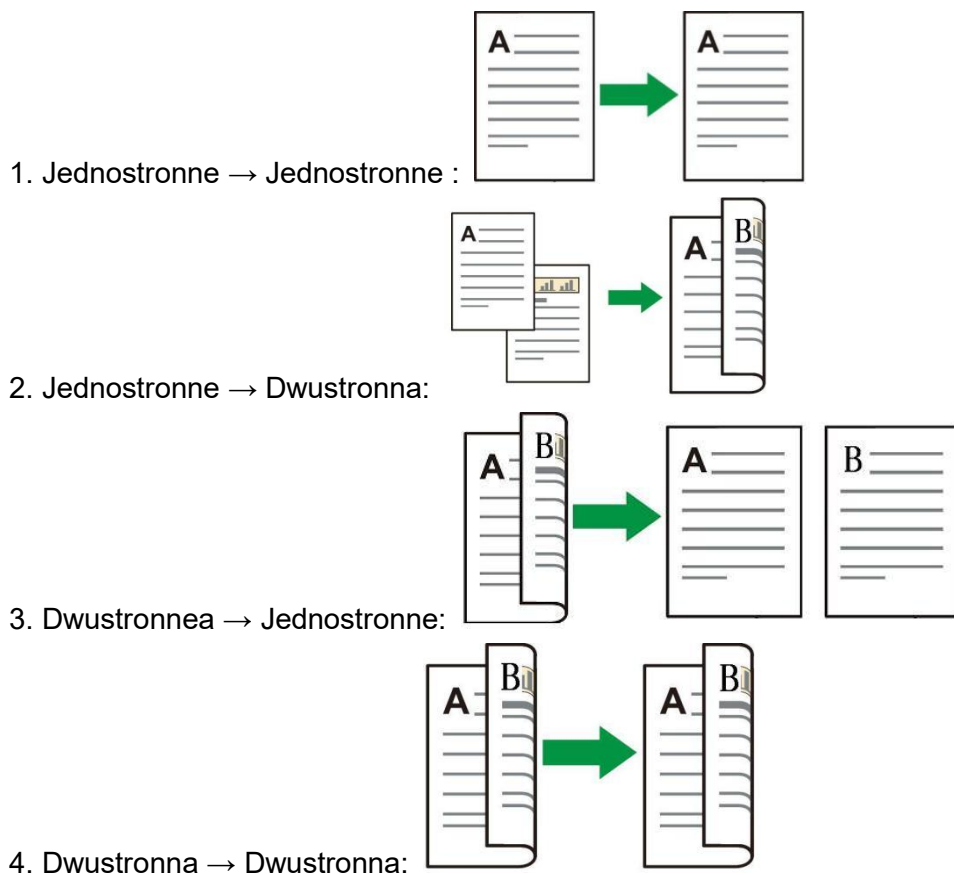 A A
1. Jednostronne → Jednostronne :
A A B
2. Jednostronne → Dwustronna:
A B A B
3. Dwustronnea → Jednostronne:
A B A B
4. Dwustronna → Dwustronna: